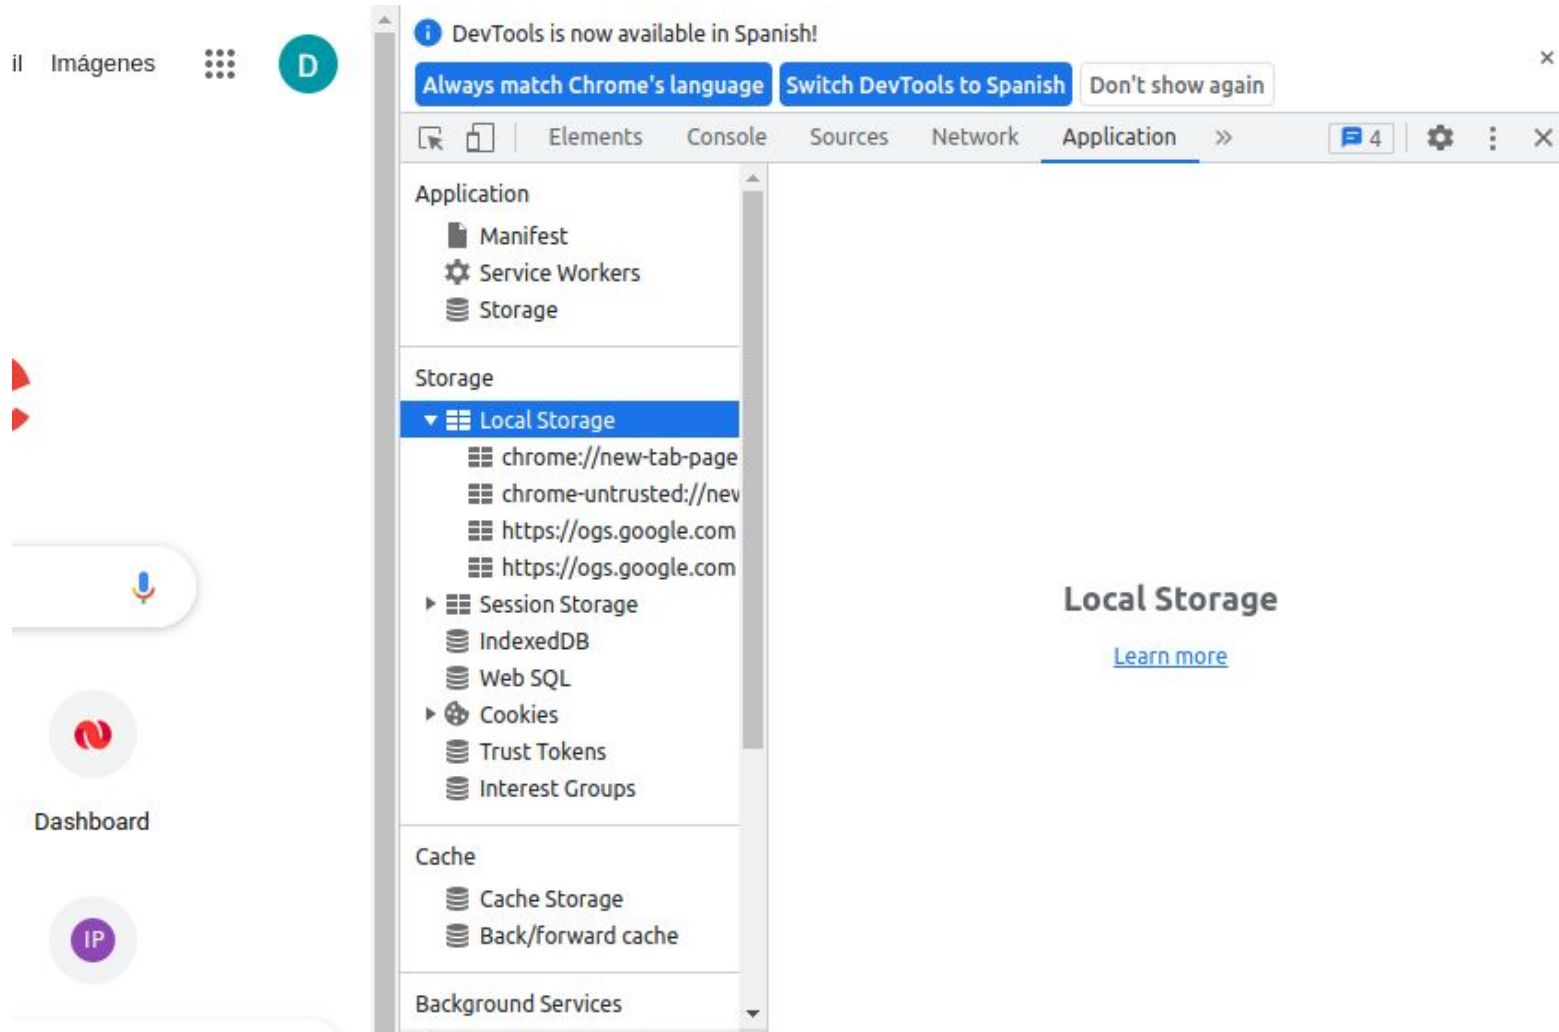 il Imágenes
D
DevTools is now available in Spanish!
Always match Chrome's language Switch DevTools to Spanish Don't show again
Elements Console Sources Network Application » 4
Application
Manifest
Service Workers
Storage
Storage
Local Storage
chrome://new-tab-page
chrome-untrusted://new
https://ogs.google.com
https://ogs.google.com
Session Storage
IndexedDB
Web SQL
Cookies
Trust Tokens
Interest Groups
Cache
Cache Storage
Back/forward cache
Background Services
Local Storage
Learn more
Dashboard
IP